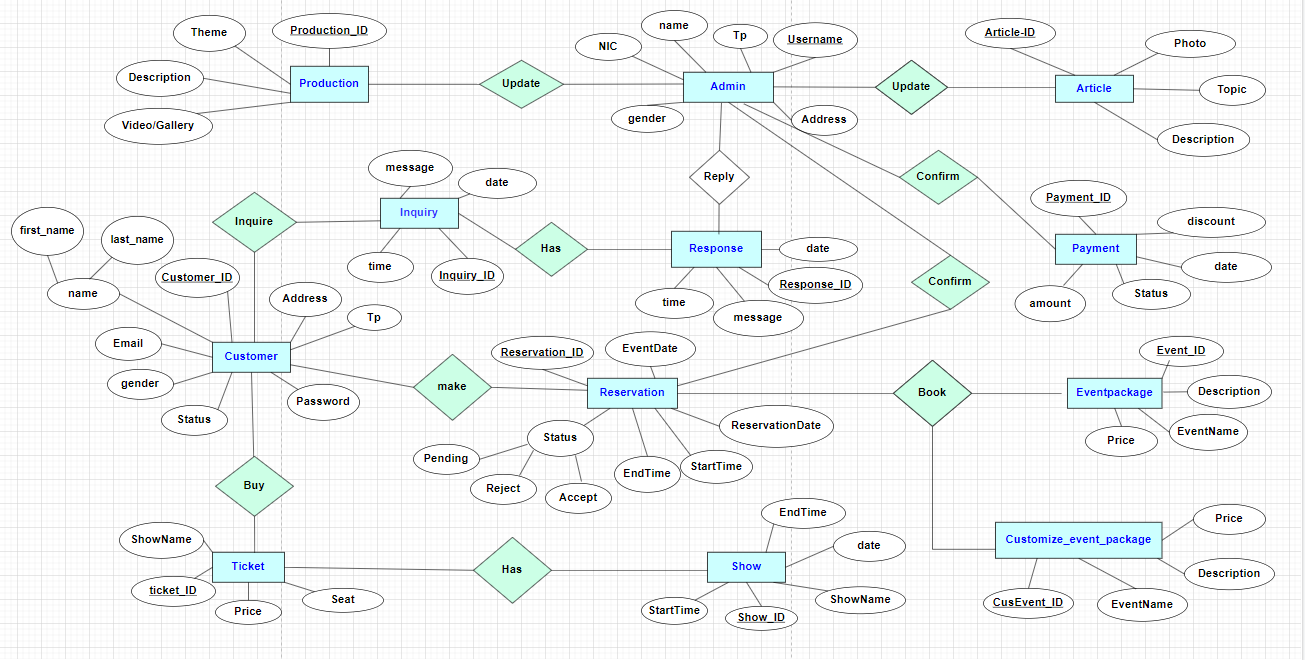 name
Theme
Production_ID
Tp
Username
Article-ID
NIC
Photo
Description
Production
Update
Admin
Update
Article
Topic
Video/Gallery
gender
Address
Description
message
date
Reply
Confirm
Inquire
Inquiry
Payment_ID
discount
first_name
last_name
Has
Response
date
Payment
Customer_ID
time
Inquiry_ID
Response_ID
Confirm
date
name
Address
time
message
amount
Status
Tp
Email
Customer
Reservation_ID
EventDate
Event_ID
gender
make
Reservation
Book
Eventpackage
Description
Status
Password
Status
ReservationDate
Price
EventName
Pending
Reject
Accept
EndTime
StartTime
Buy
EndTime
Price
ShowName
date
Customize_event_package
Ticket
Has
Show
Description
ticket_ID
Price
Seat
StartTime
Show_ID
ShowName
CusEvent_ID
EventName